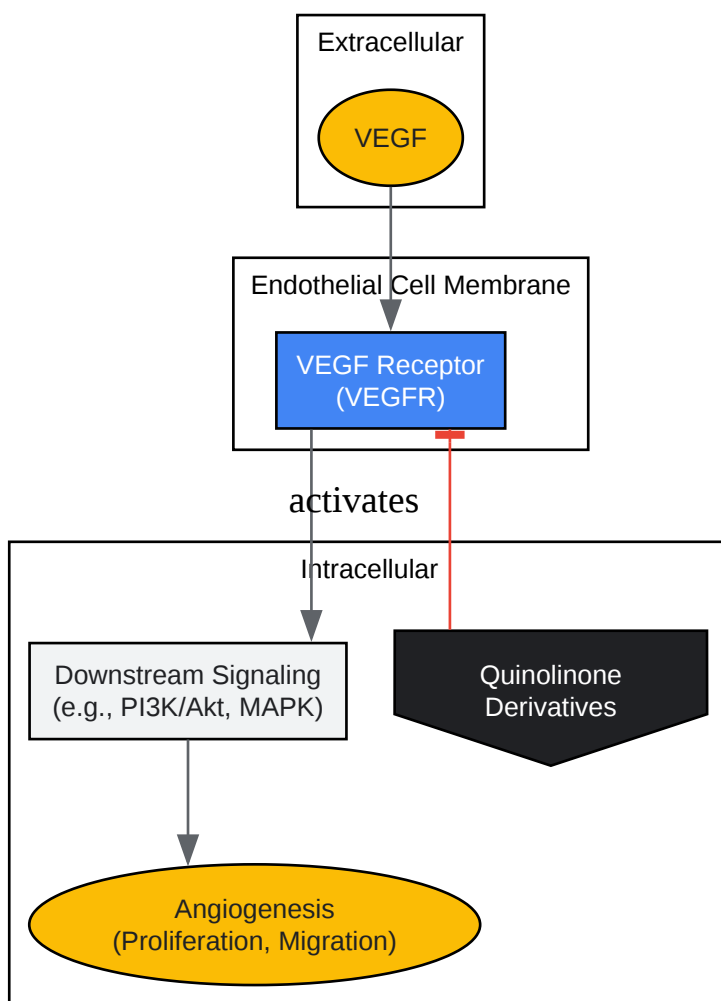 Extracellular
VEGF
Endothelial Cell Membrane
VEGF Receptor
(VEGFR)
activates
Intracellular
Downstream Signaling
(e.g., PI3K/Akt, MAPK)
Quinolinone
Derivatives
Angiogenesis
(Proliferation, Migration)